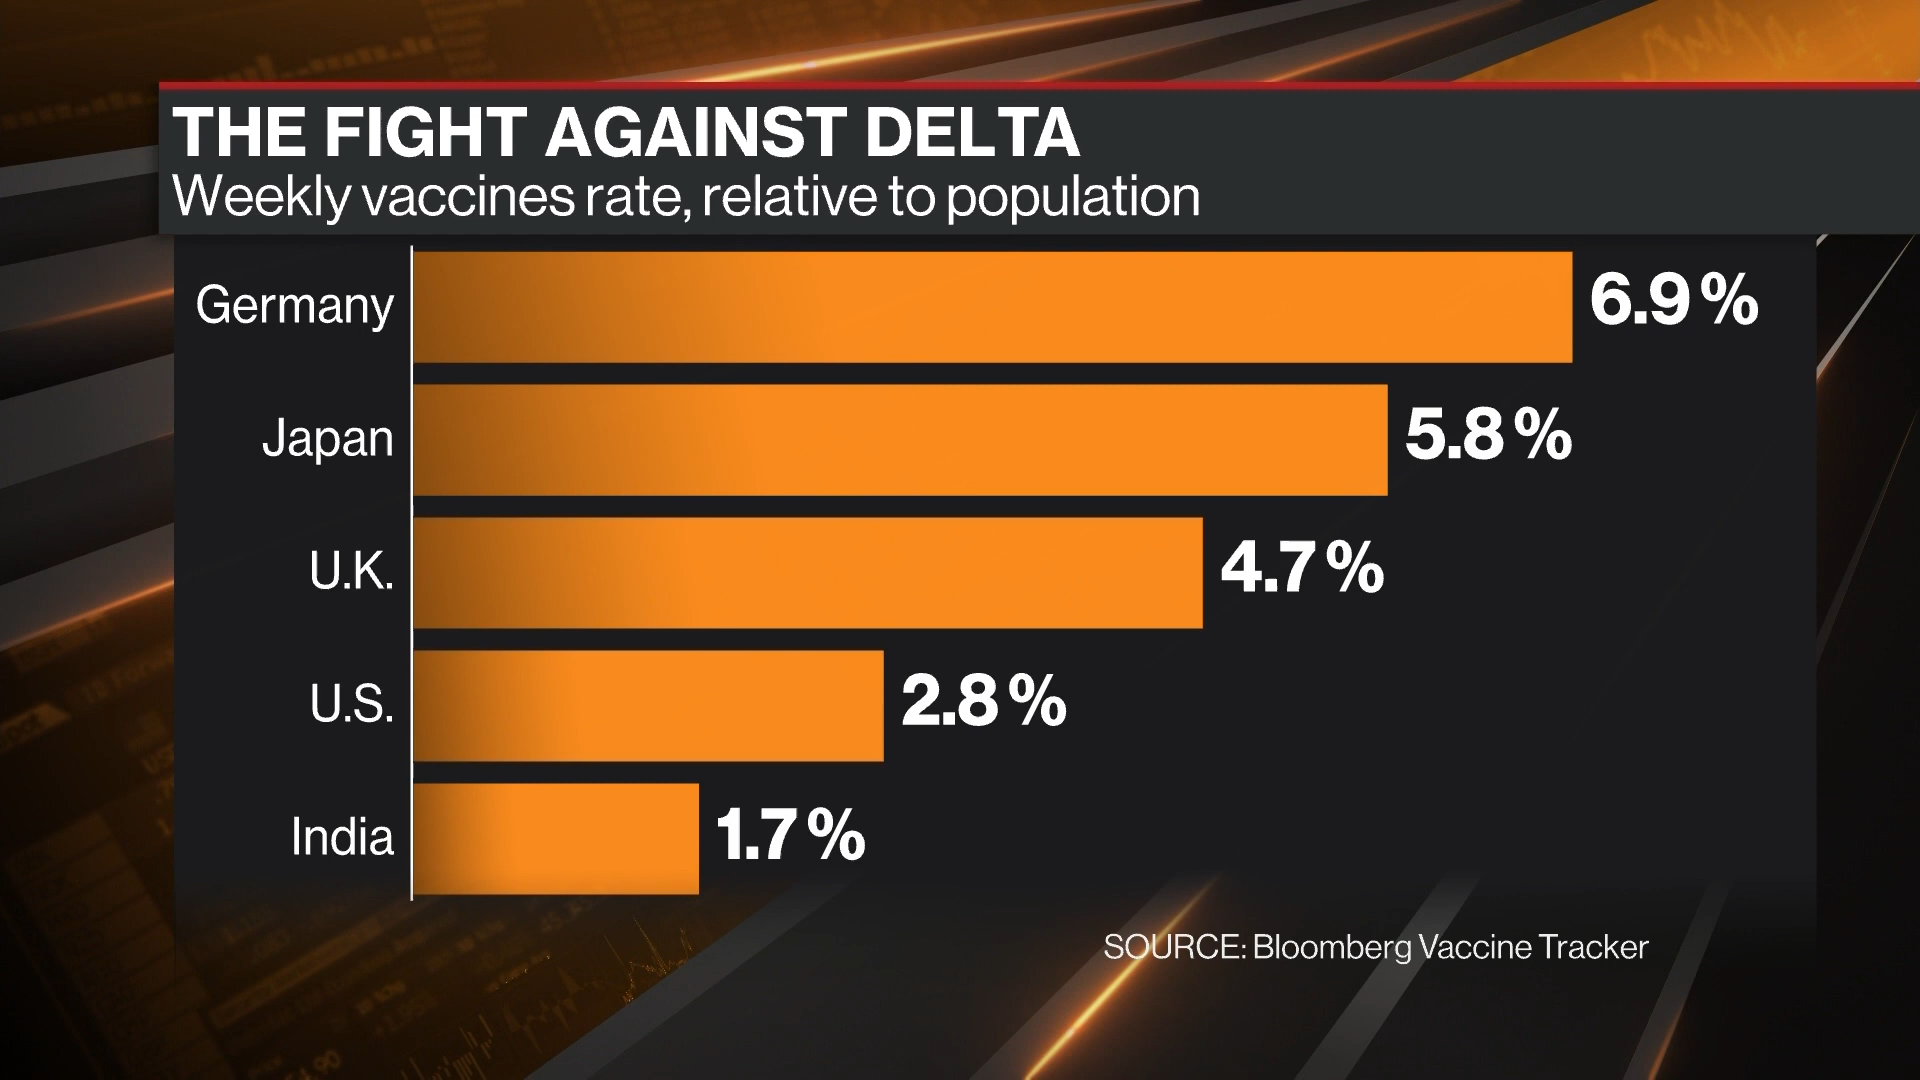 THE FIGHT AGAINST DELTA
Weekly vaccines rate, relative to population
Germany 6.9%
Japan 5.8%
U.K. 4.7%
U.S. 2.8%
India 1.7%
SOURCE: Bloomberg Vaccine Tracker